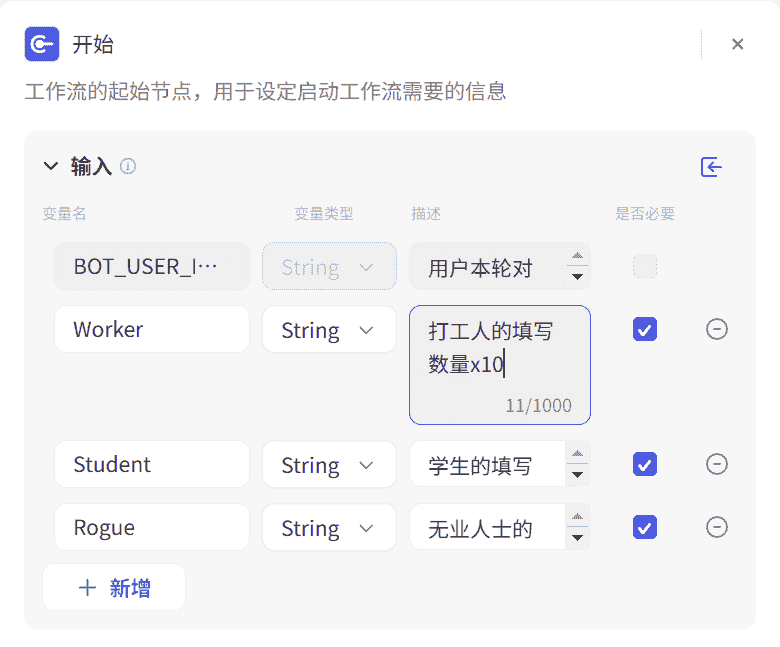 开始
工作流的起始节点，用于设定启动工作流需要的信息
输入
变量名 变量类型 描述 是否必要
BOT_USER_I··· String 用户本轮对
Worker String 打工人的填写
数量x10
11/1000
Student String 学生的填写
Rogue String 无业人士的
新增